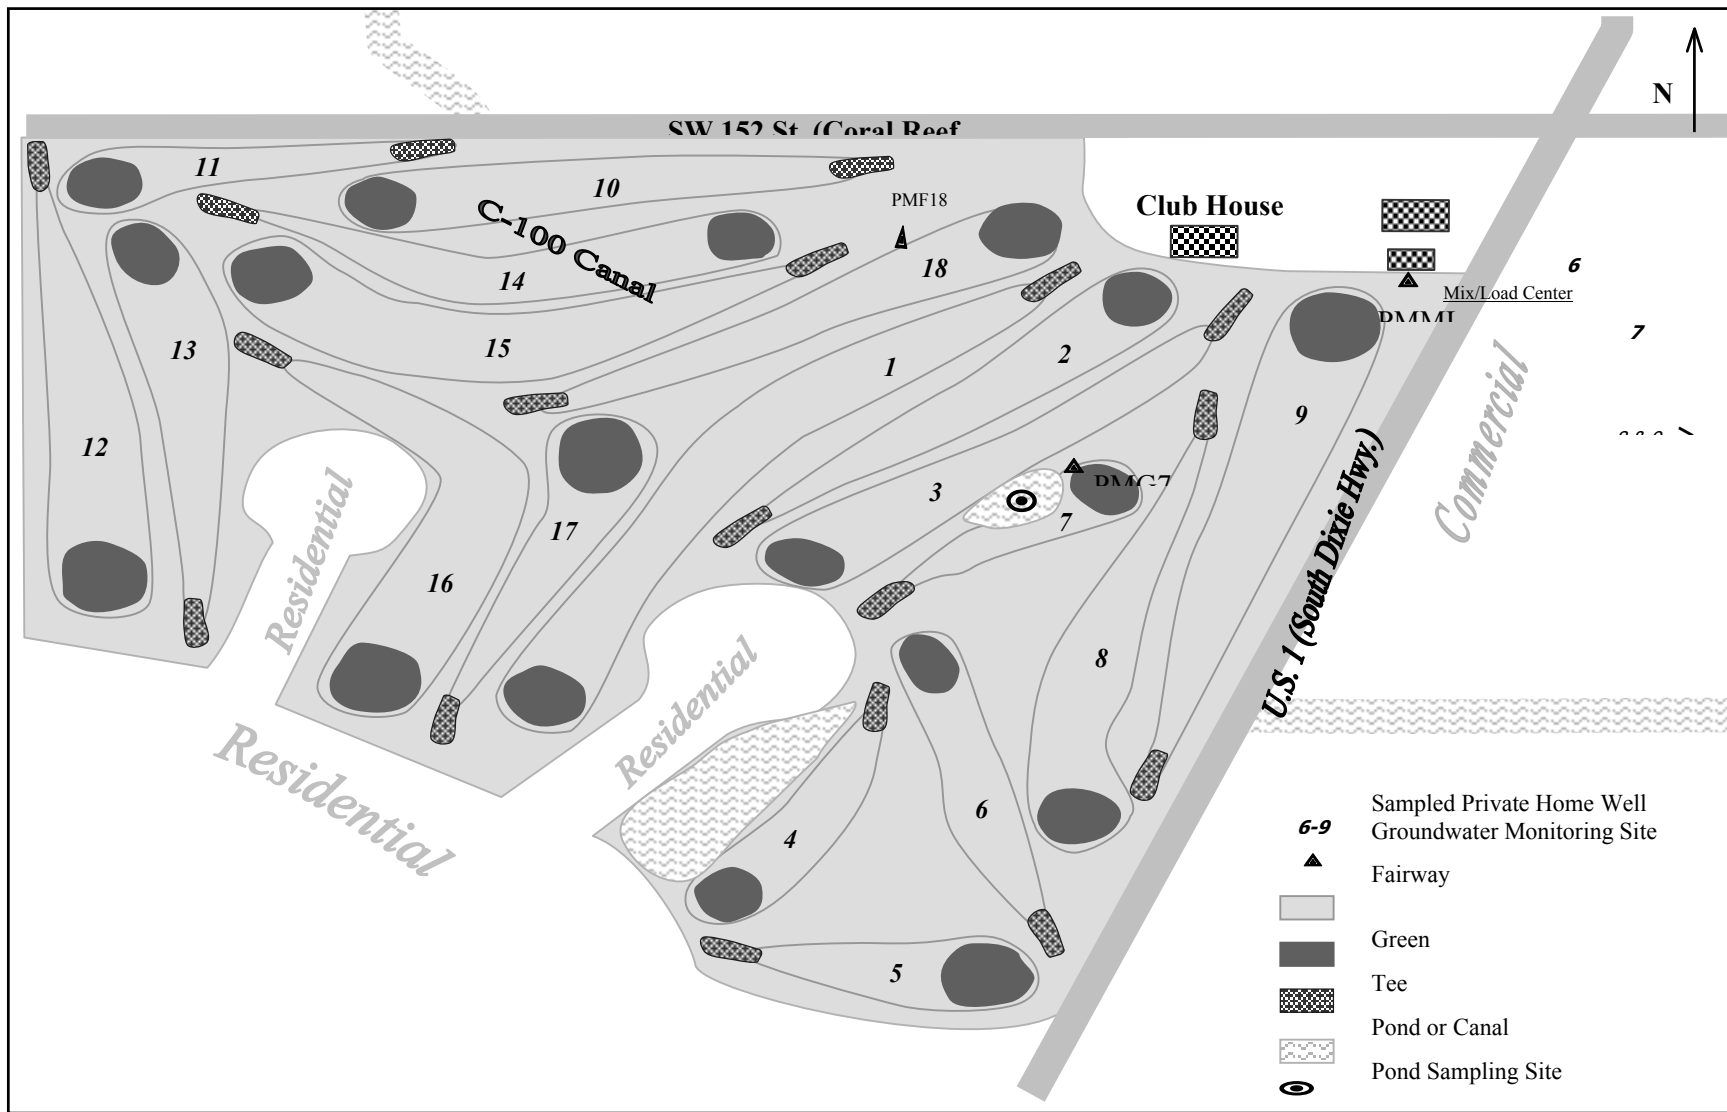 N
SW 152 St. (Coral Reef
11
10
PMF18
Club House
C-100 Canal
18
6
14
Mix/Load Center
PMML
7
13
15
1
2
9
12
Commercial
3
PMG7
7
17
Residential
16
U.S. 1 (South Dixie Hwy.)
8
Residential
Residential
6
4
5
6-9
Sampled Private Home Well
Groundwater Monitoring Site
Fairway
Green
Tee
Pond or Canal
Pond Sampling Site